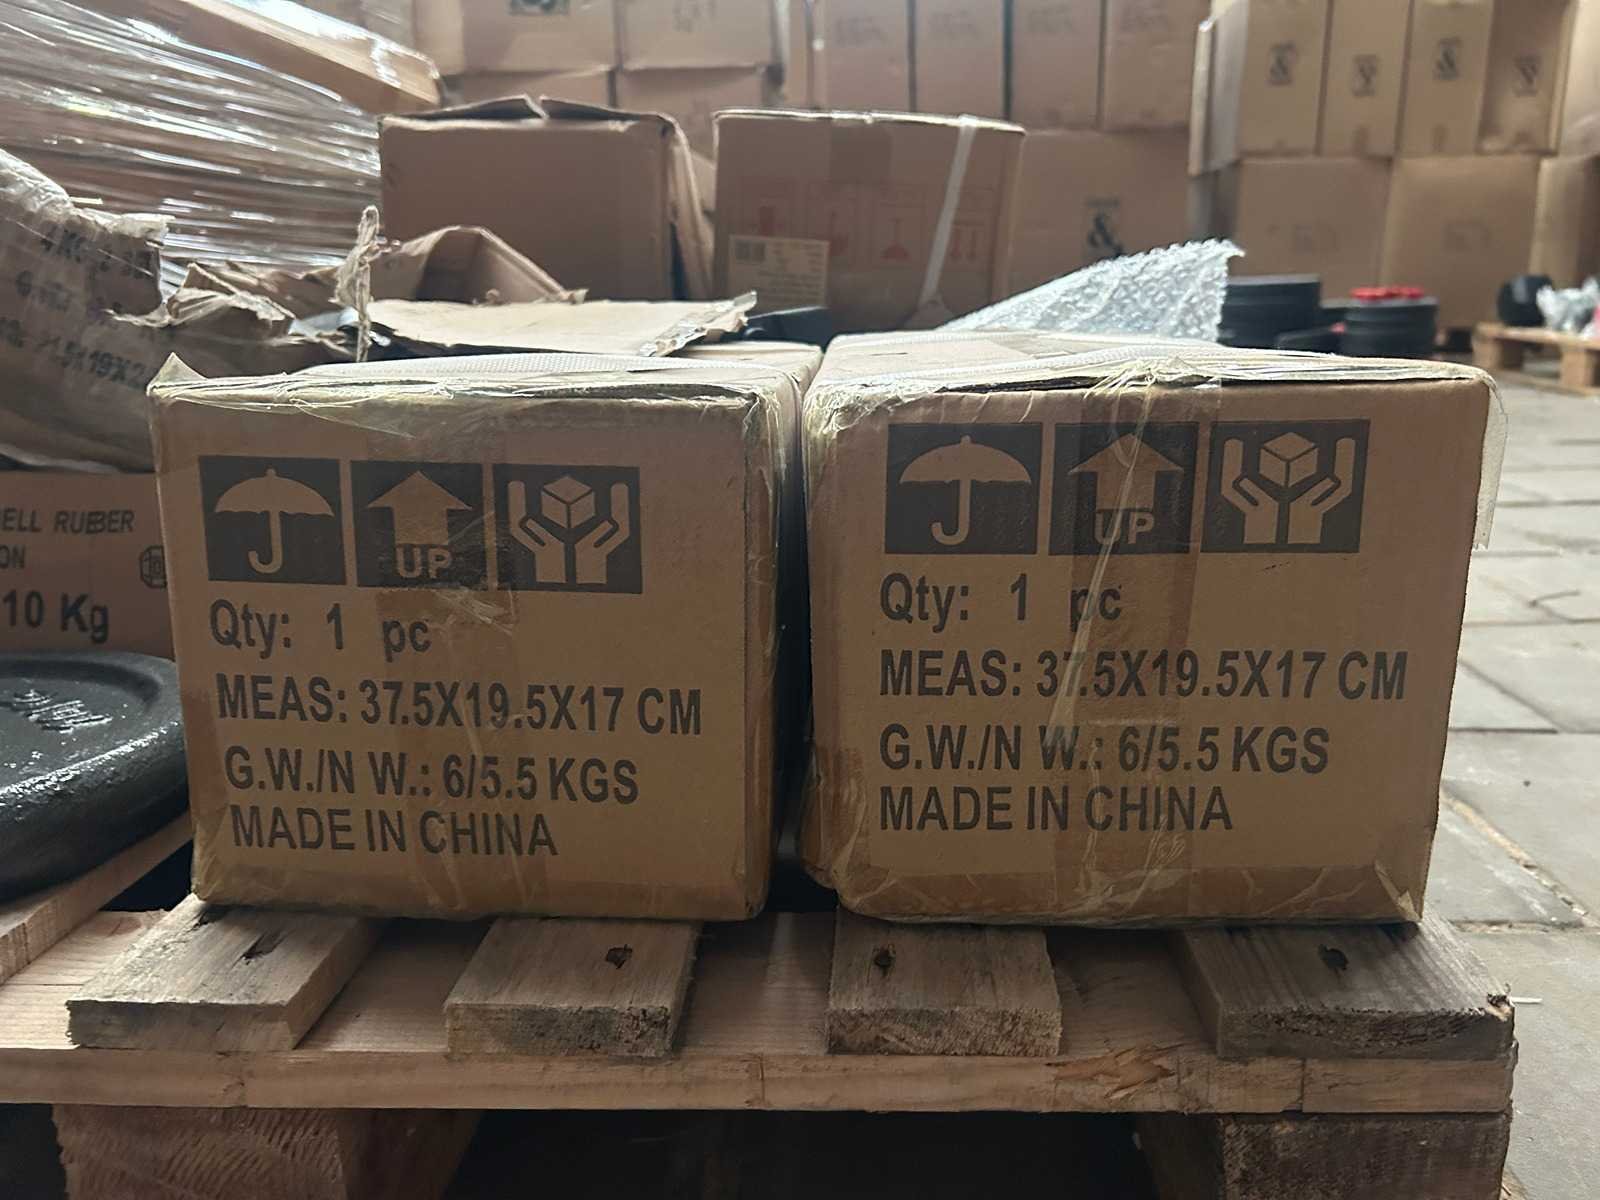 UP
Qty: 1 pc
MEAS: 37.5X19.5X17 CM
G.W./N W.: 6/5.5 KGS
MADE IN CHINA
UP
Qty: 1 pc
MEAS: 37.5X19.5X17 CM
G.W./N W.: 6/5.5 KGS
MADE IN CHINA
ELL RUBBER
ON
10 Kg
&